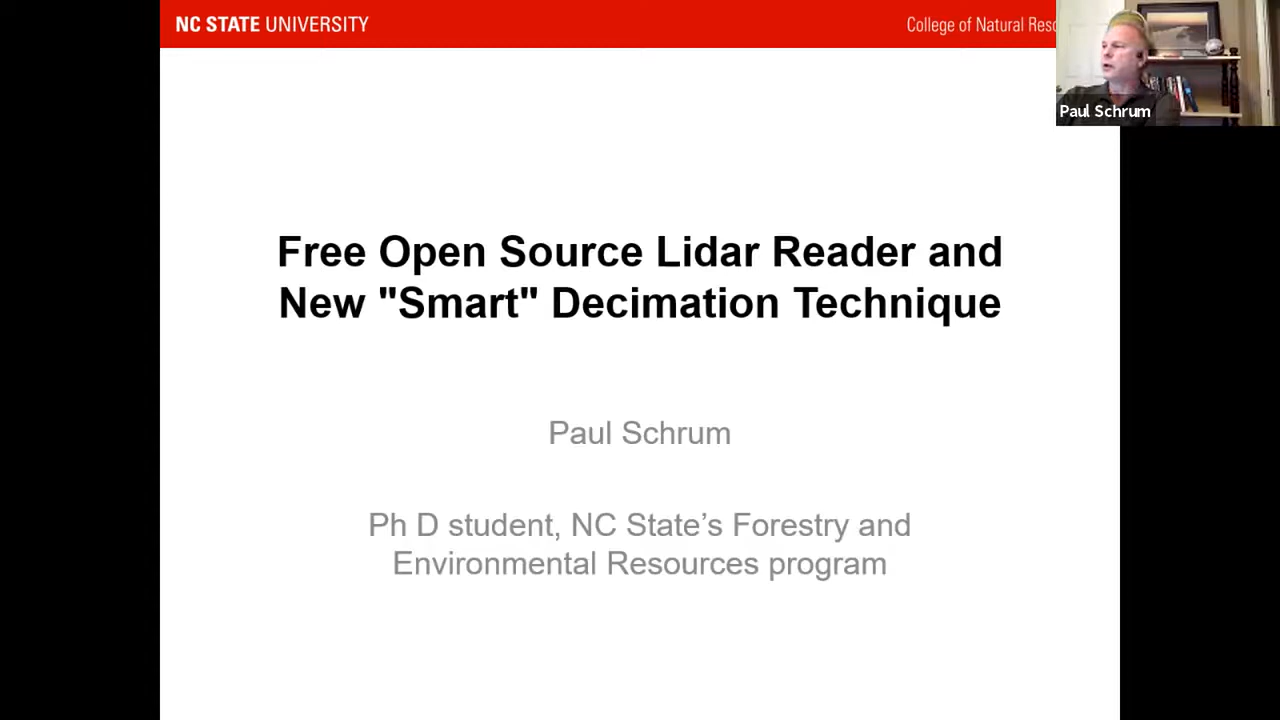 NC STATE UNIVERSITY
College of Natural Reso
Paul Schrum
Free Open Source Lidar Reader and
New "Smart" Decimation Technique
Paul Schrum
Ph D student, NC State’s Forestry and
Environmental Resources program